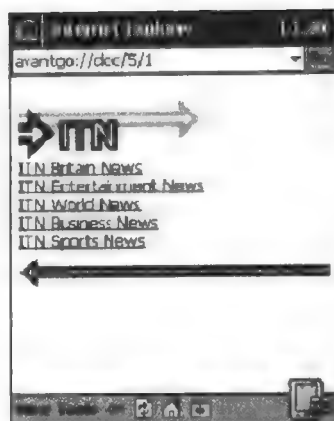 Internet Explorer
avantgo://dcc/5/1
ITN
ITN Britain News
ITN Entertainment News
ITN World News
ITN Business News
ITN Sports News